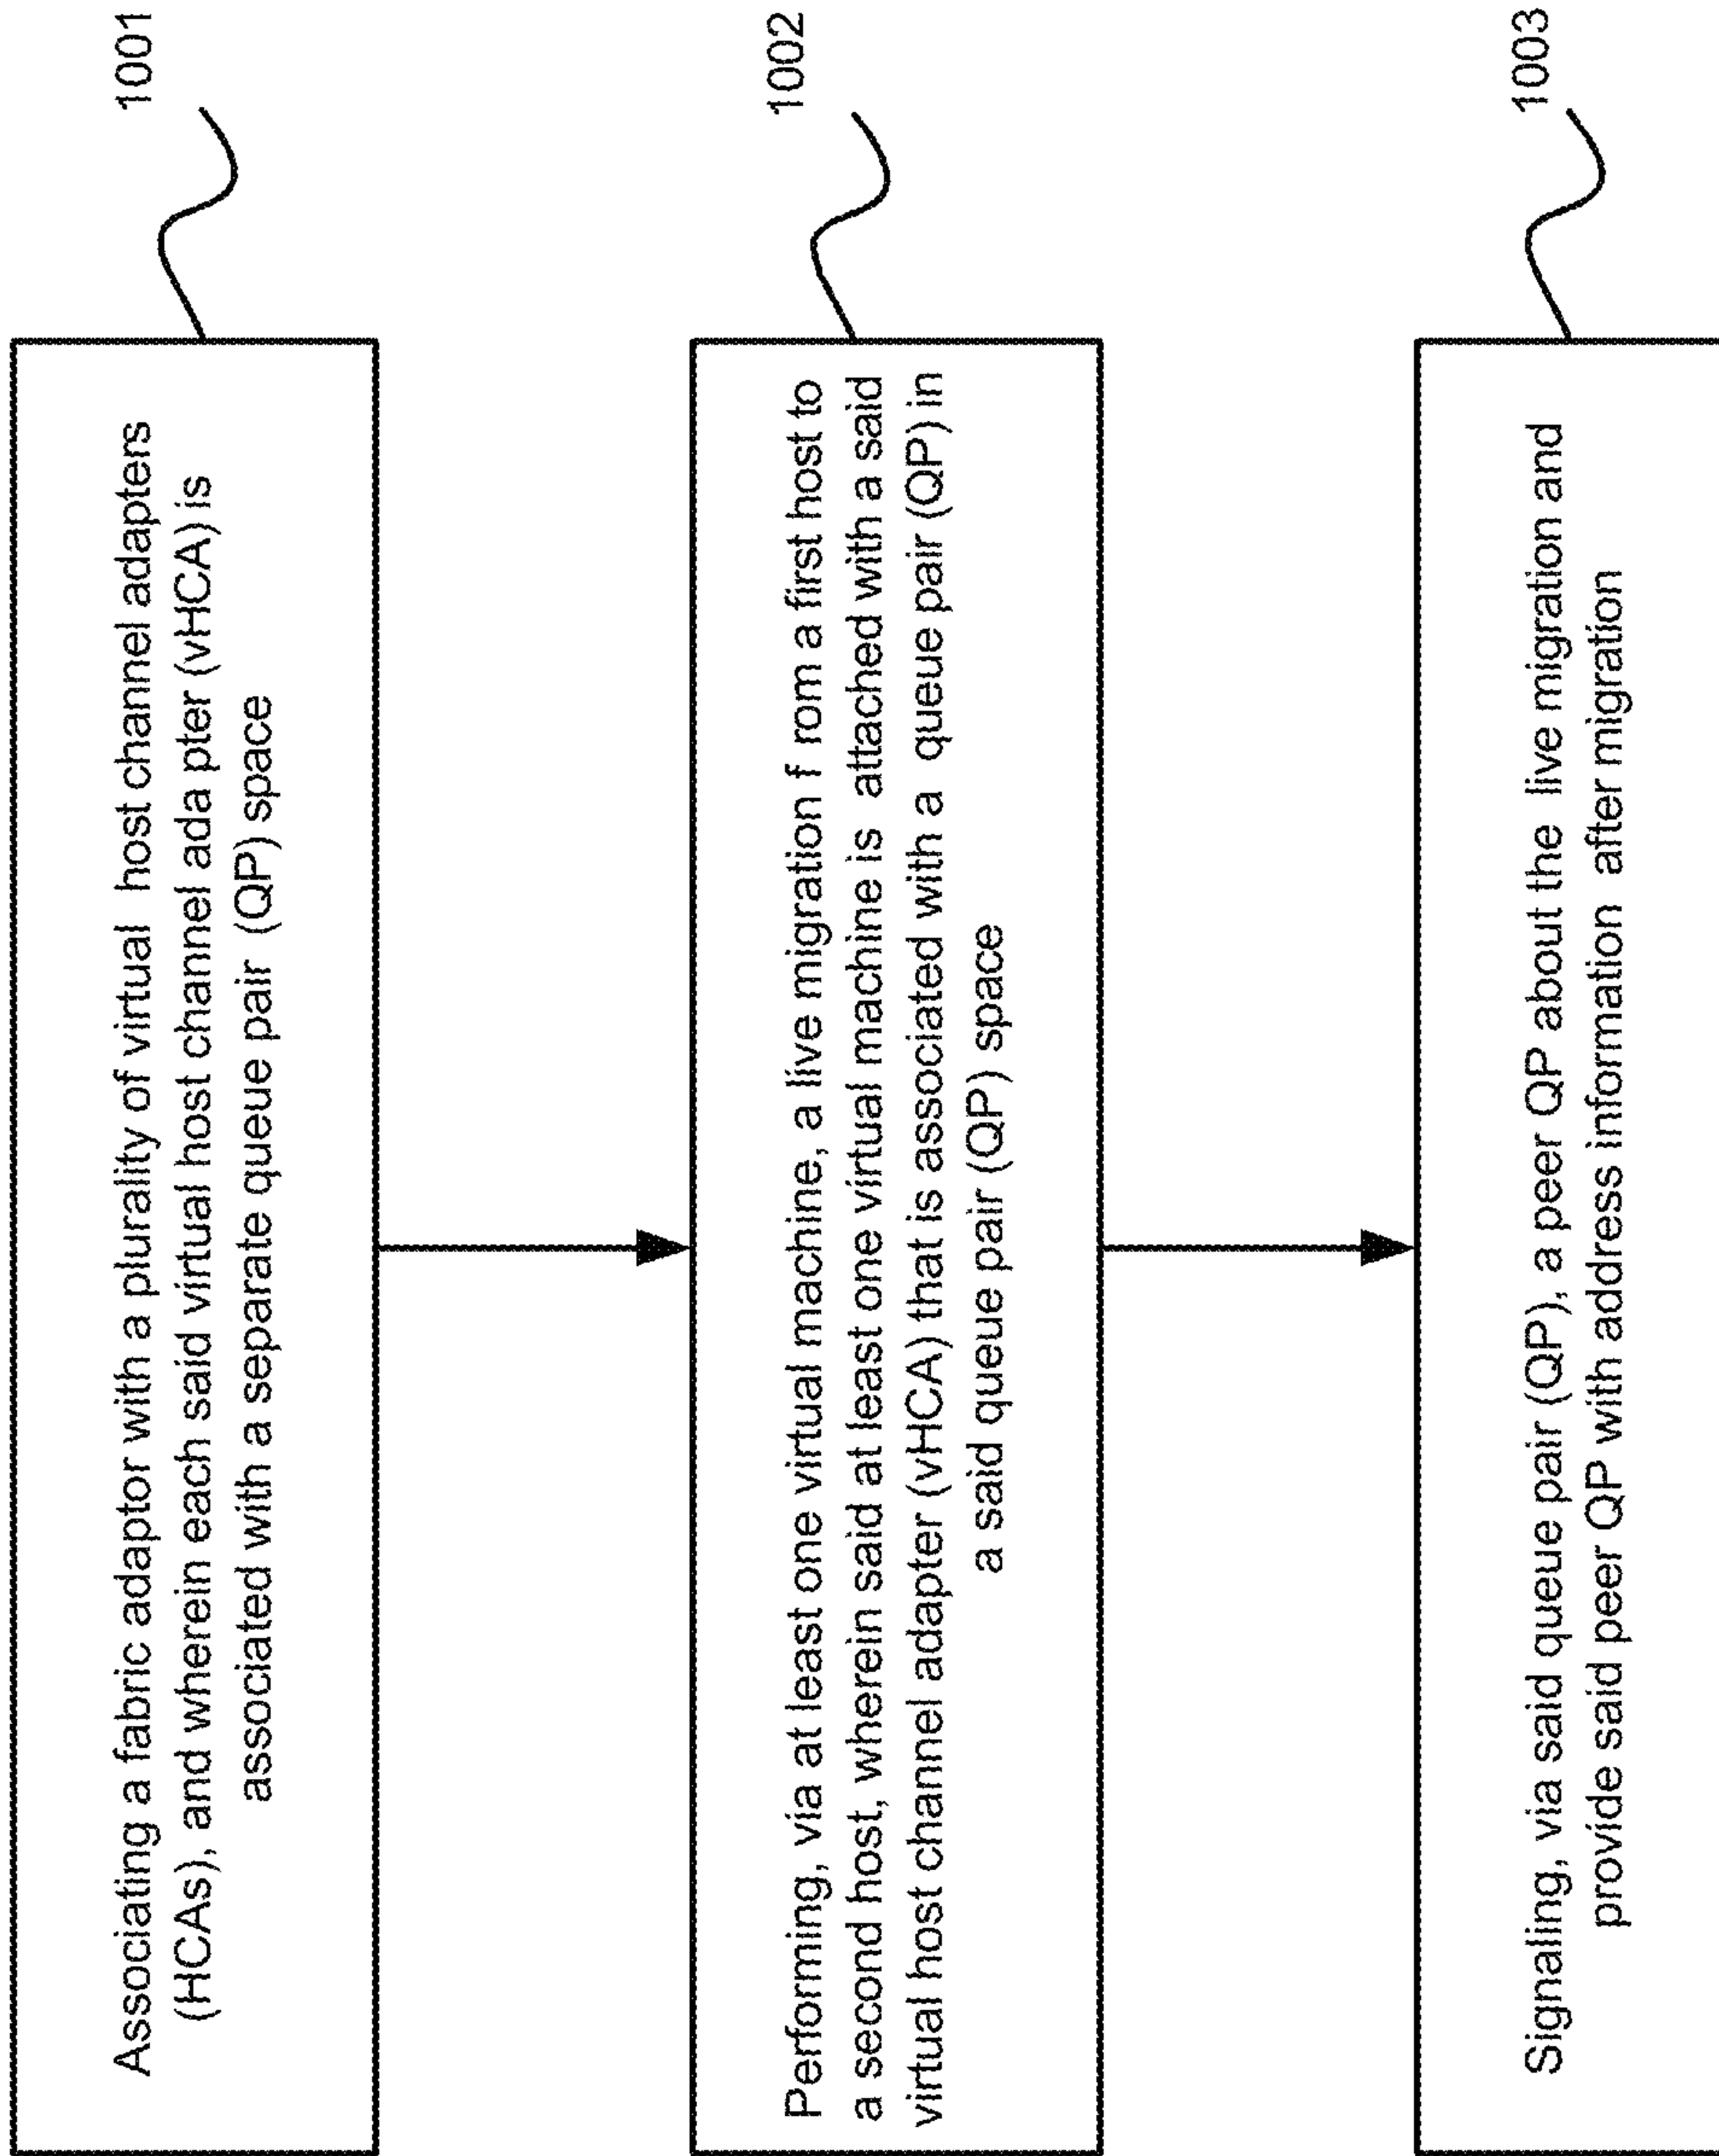 Associating a fabric adaptor with a plurality of virtual host channel adapters
(HCAs), and wherein each said virtual host channel ada pter (vHCA) is
associated with a separate queue pair (QP) space
1001
Performing, via at least one virtual machine, a live migration f rom a first host to
a second host, wherein said at least one virtual machine is attached with a said
virtual host channel adapter (vHCA) that is associated with a queue pair (QP) in
a said queue pair (QP) space
1002
Signaling, via said queue pair (QP), a peer QP about the live migration and
provide said peer QP with address information after migration
1003